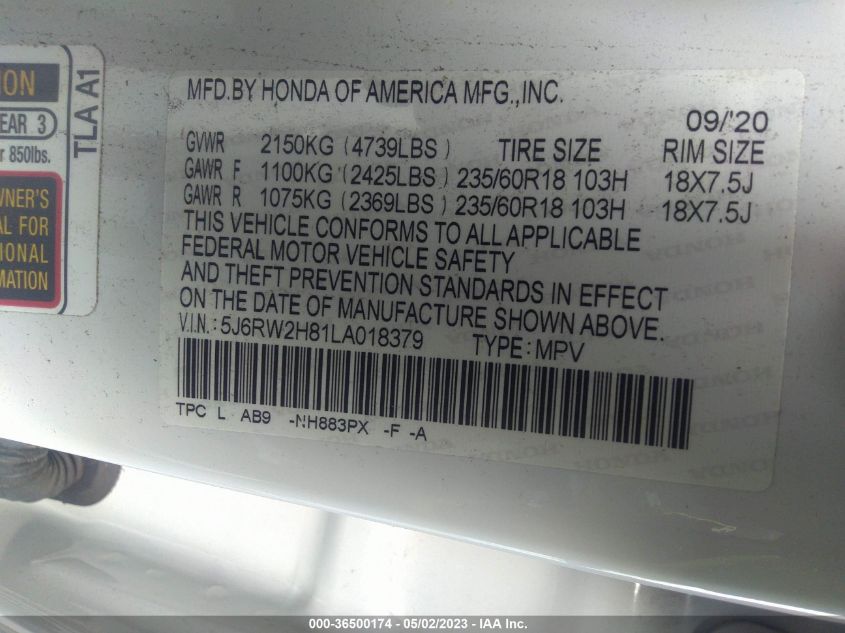 ION
EAR 3
r 850lbs.
TLA A1
WNER'S
AL FOR
TIONAL
MATION
MFD. BY HONDA OF AMERICA MFG., INC.
09/'20
GVWR 2150KG (4739LBS) TIRE SIZE RIM SIZE
GAWR F 1100KG (2425LBS) 235/60R18 103H 18X7.5J
GAWR R 1075KG (2369LBS) 235/60R18 103H 18X7.5J
THIS VEHICLE CONFORMS TO ALL APPLICABLE
FEDERAL MOTOR VEHICLE SAFETY
AND THEFT PREVENTION STANDARDS IN EFFECT
ON THE DATE OF MANUFACTURE SHOWN ABOVE.
V.I.N.: 5J6RW2H81LA018379 TYPE: MPV
TPC L AB9 -NH883PX -F -A
000-36500174 - 05/02/2023 - IAA Inc.